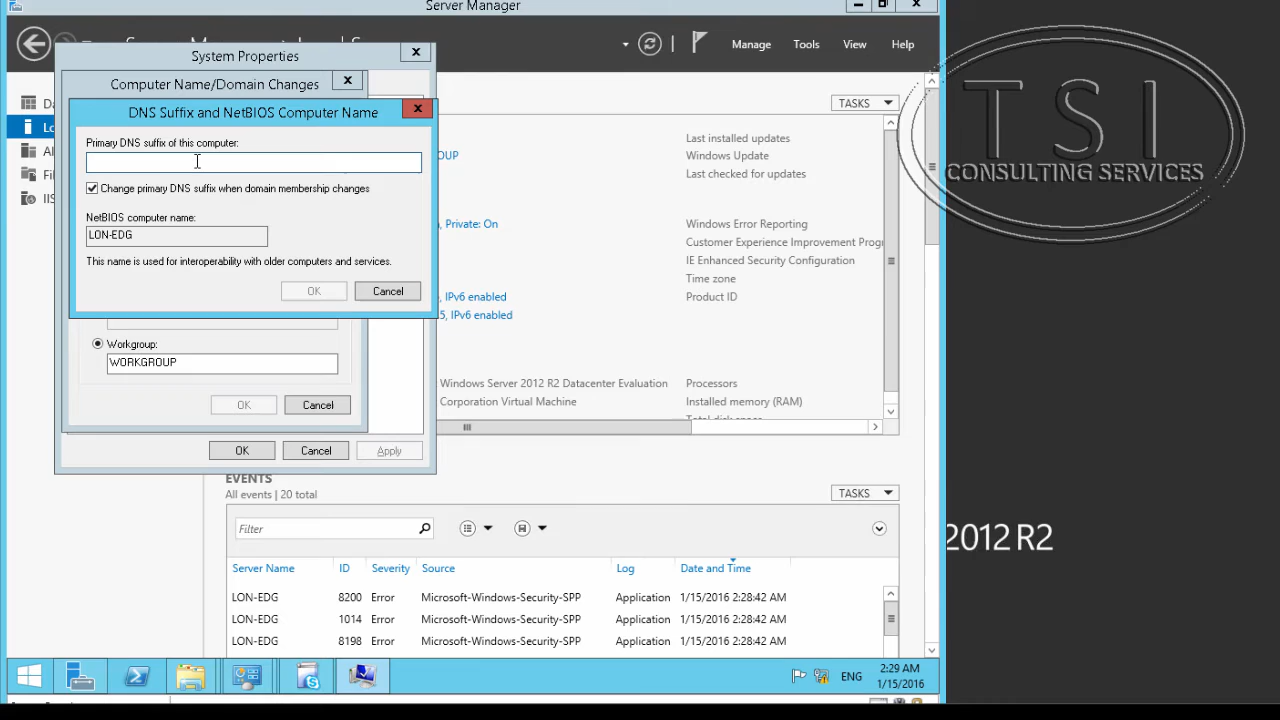 Server Manager
Manage Tools View Help
System Properties
Computer Name/Domain Changes
DNS Suffix and NetBIOS Computer Name
Primary DNS suffix of this computer:
Change primary DNS suffix when domain membership changes
NetBIOS computer name:
LON-EDG
This name is used for interoperability with older computers and services.
OK Cancel
Workgroup:
WORKGROUP
OK Cancel
OK Cancel Apply
TASKS
Last installed updates
OUP Windows Update
Last checked for updates
, Private: On Windows Error Reporting
Customer Experience Improvement Progr
IE Enhanced Security Configuration
Time zone
, IPv6 enabled Product ID
5, IPv6 enabled
Windows Server 2012 R2 Datacenter Evaluation Processors
Corporation Virtual Machine Installed memory (RAM)
EVENTS
All events | 20 total
TASKS
Filter
Server Name ID Severity Source Log Date and Time
LON-EDG 8200 Error Microsoft-Windows-Security-SPP Application 1/15/2016 2:28:42 AM
LON-EDG 1014 Error Microsoft-Windows-Security-SPP Application 1/15/2016 2:28:42 AM
LON-EDG 8198 Error Microsoft-Windows-Security-SPP Application 1/15/2016 2:28:42 AM
ENG
2:29 AM
1/15/2016
TSI
CONSULTING SERVICES
2012 R2